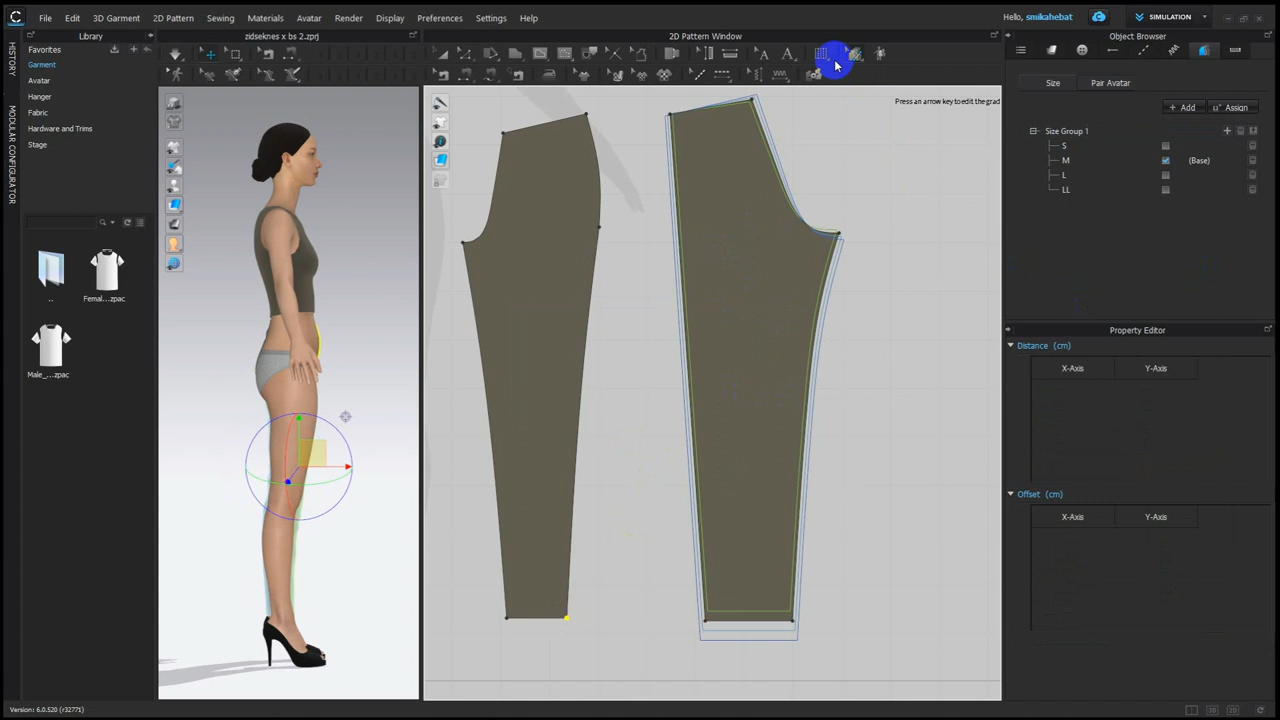 File Edit 3D Garment 2D Pattern Sewing Materials Avatar Render Display Preferences Settings Help
Hello, smikahebat SIMULATION
HISTORY
MODULAR CONFIGURATOR
Library
Favorites
Garment
Avatar
Hanger
Fabric
Hardware and Trims
Stage
..
Femal...zpac
Male_...zpac
zidseknes x bs 2.zprj
2D Pattern Window
Press an arrow key to edit the grad
Object Browser
Size Pair Avatar
+ Add Assign
Size Group 1
S
M (Base)
L
LL
Property Editor
Distance (cm)
X-Axis Y-Axis
Offset (cm)
X-Axis Y-Axis
Version: 6.0.520 (r32771)
3D 2D